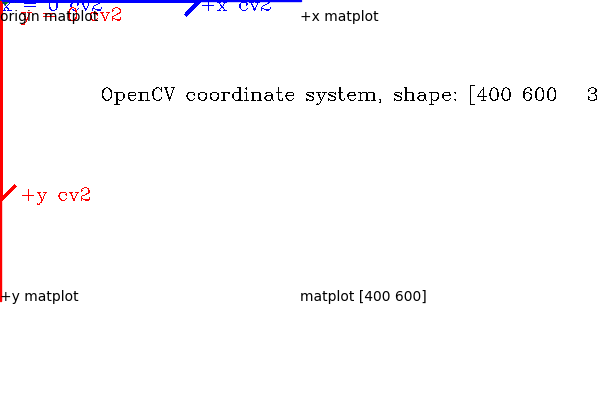 x = 0 cv2
+x cv2
origin matplot
y = 0 cv2
+x matplot
OpenCV coordinate system, shape: [400 600 3
+y cv2
+y matplot
matplot [400 600]